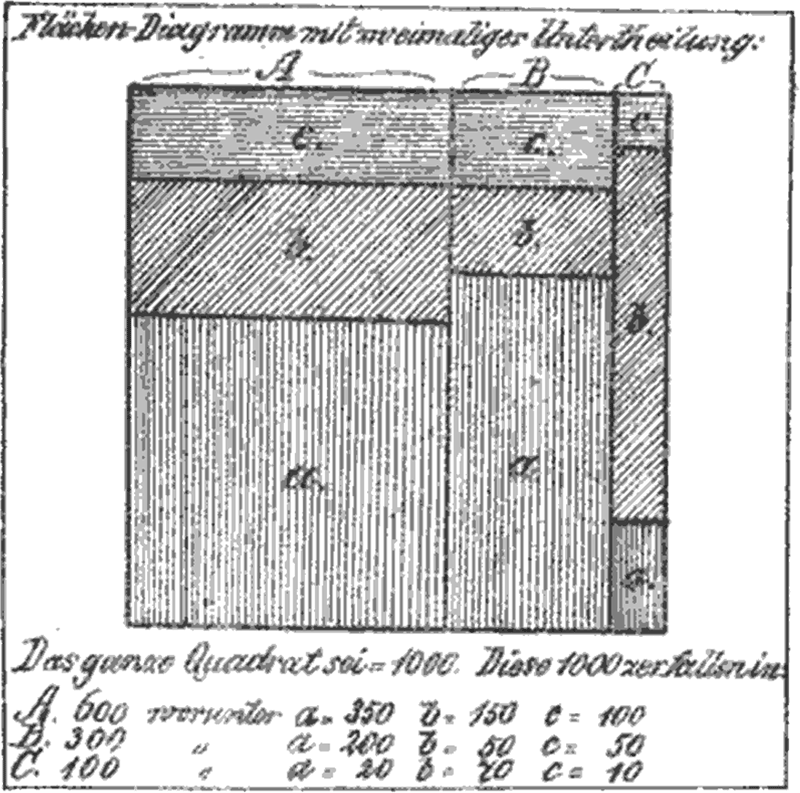 Flächen-Diagramm mit zweimaliger Untertheilung:
A B C
c. c. c.
b. b. b.
a. a. a.
Das ganze Quadrat sei = 1000. Diese 1000 zerfallen in:
A. 600 worunter a = 350 b = 150 c = 100
B. 300 " a = 200 b = 50 c = 50
C. 100 " a = 20 b = 70 c = 10